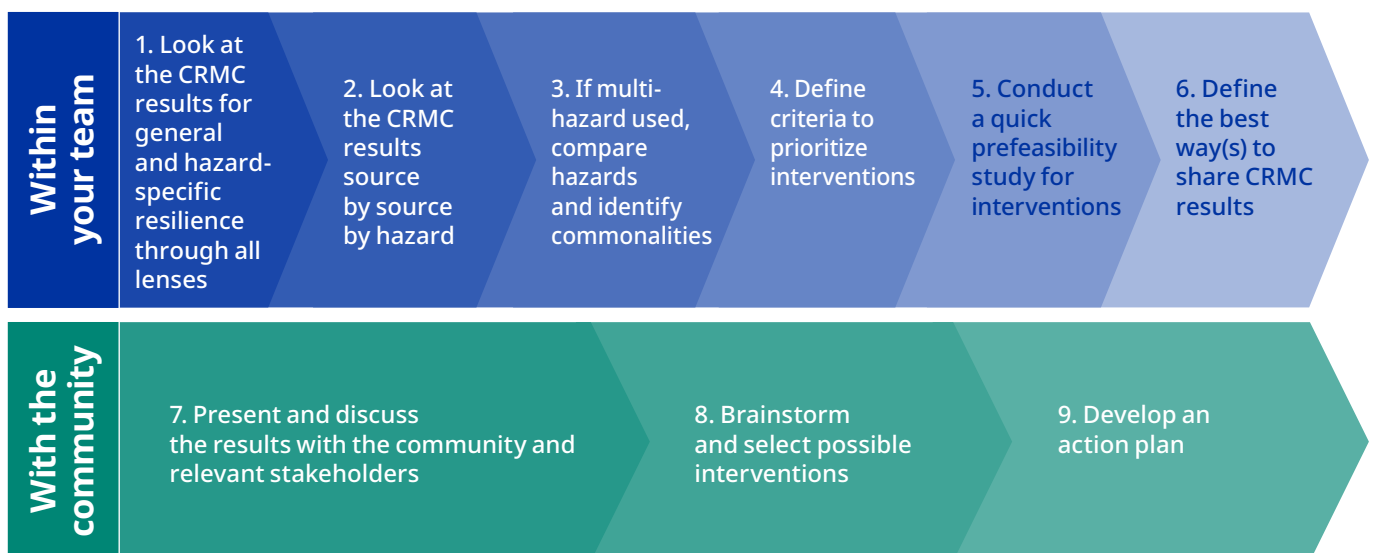 Within
your team
1. Look at
the CRMC
results for
general
and hazard-
specific
resilience
through all
lenses
2. Look at
the CRMC
results
source
by source
by hazard
3. If multi-
hazard used,
compare
hazards
and identify
commonalities
4. Define
criteria to
prioritize
interventions
5. Conduct
a quick
prefeasibility
study for
interventions
6. Define
the best
way(s) to
share CRMC
results
With the
community
7. Present and discuss
the results with the community and
relevant stakeholders
8. Brainstorm
and select possible
interventions
9. Develop an
action plan